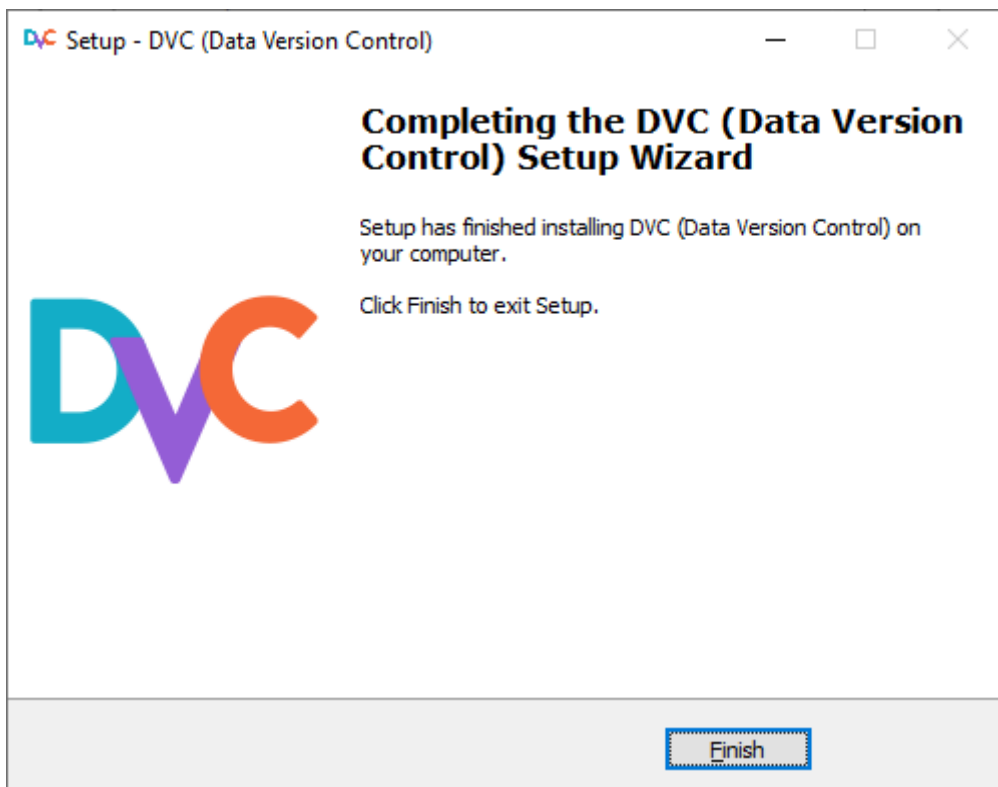 DVC Setup - DVC (Data Version Control)
Completing the DVC (Data Version
Control) Setup Wizard
Setup has finished installing DVC (Data Version Control) on
your computer.
Click Finish to exit Setup.
DVC
Finish